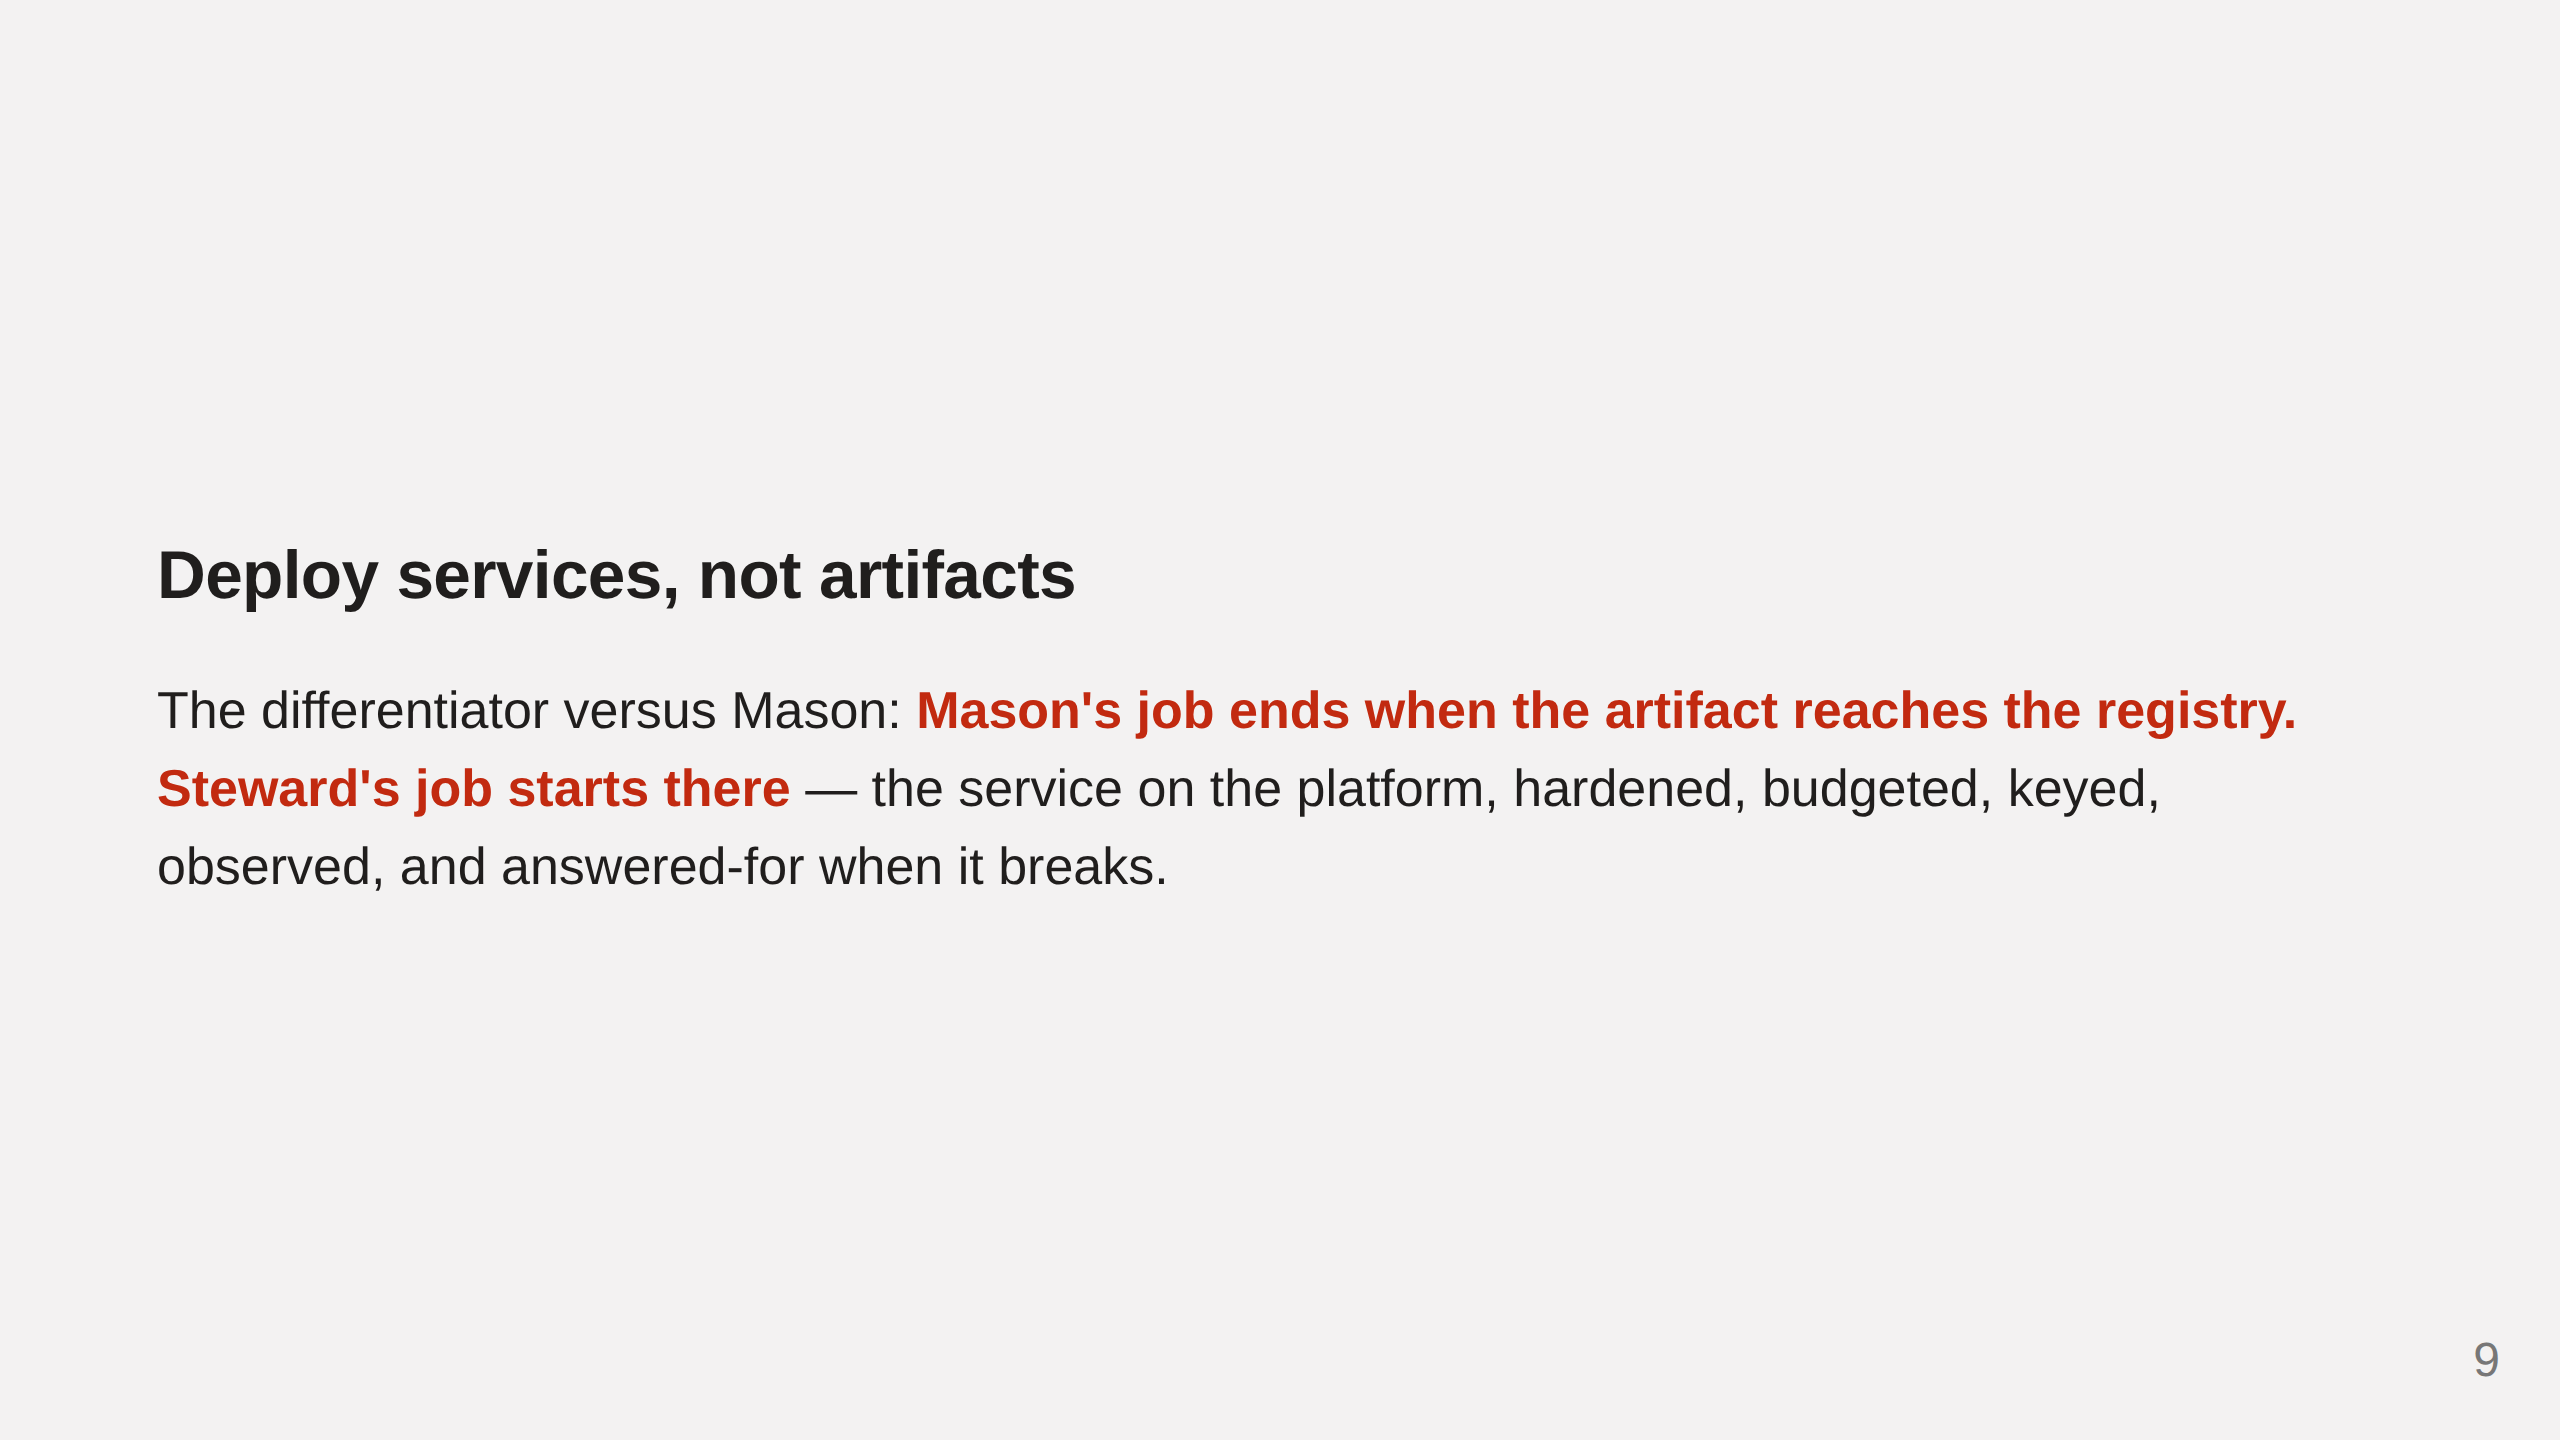 Deploy services, not artifacts
The differentiator versus Mason: Mason's job ends when the artifact reaches the registry.
Steward's job starts there — the service on the platform, hardened, budgeted, keyed,
observed, and answered-for when it breaks.
9